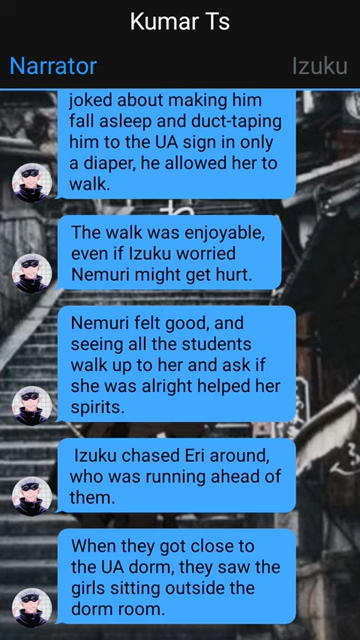 Kumar Ts
Narrator
Izuku
joked about making him
fall asleep and duct-taping
him to the UA sign in only
a diaper, he allowed her to
walk.
The walk was enjoyable,
even if Izuku worried
Nemuri might get hurt.
Nemuri felt good, and
seeing all the students
walk up to her and ask if
she was alright helped her
spirits.
Izuku chased Eri around,
who was running ahead of
them.
When they got close to
the UA dorm, they saw the
girls sitting outside the
dorm room.